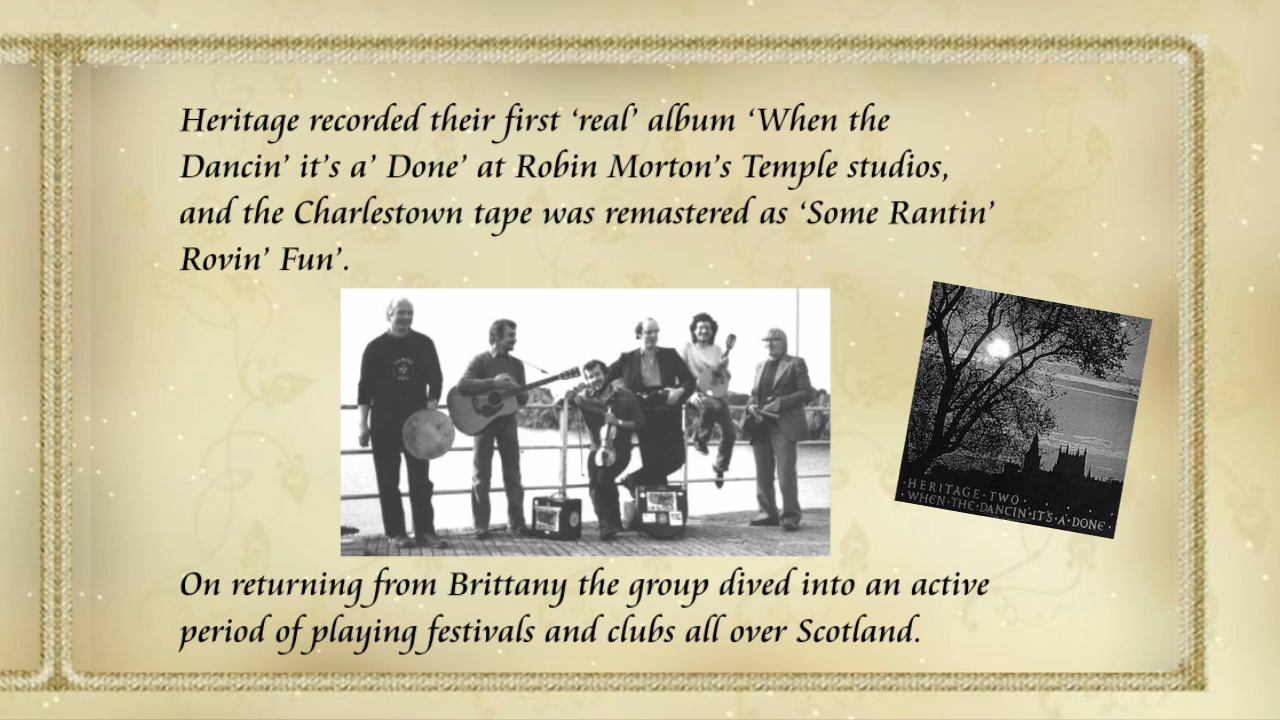 Heritage recorded their first ‘real’ album ‘When the
Dancin’ it’s a’ Done’ at Robin Morton’s Temple studios,
and the Charlestown tape was remastered as ‘Some Rantin’
Rovin’ Fun’.
HERITAGE·TWO·
·WHEN·THE·DANCIN·IT'S·A·DONE·
On returning from Brittany the group dived into an active
period of playing festivals and clubs all over Scotland.